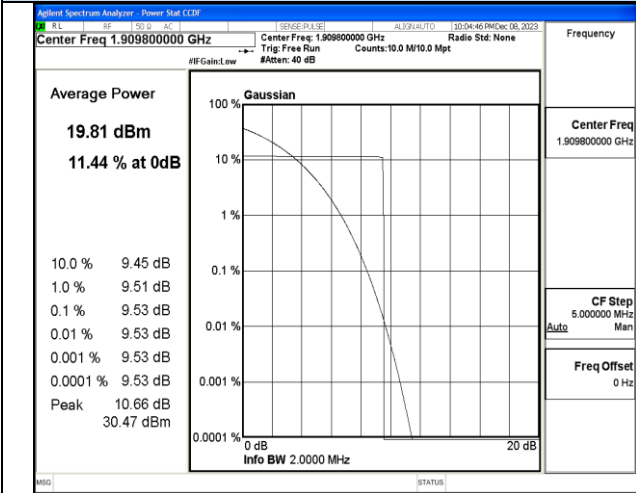 Agilent Spectrum Analyzer - Power Stat CCDF
RL RF 50 Ω AC SENSE:PULSE ALIGNAUTO 10:04:46 PM Dec 08, 2023
Center Freq 1.909800000 GHz
Center Freq: 1.909800000 GHz Radio Std: None
Trig: Free Run Counts:10.0 M/10.0 Mpt
#IFGain:Low #Atten: 40 dB
Frequency
Average Power
19.81 dBm
11.44 % at 0dB
10.0 % 9.45 dB
1.0 % 9.51 dB
0.1 % 9.53 dB
0.01 % 9.53 dB
0.001 % 9.53 dB
0.0001 % 9.53 dB
Peak 10.66 dB
30.47 dBm
Gaussian
100 %
10 %
1 %
0.1 %
0.01 %
0.001 %
0.0001 %
0 dB 20 dB
Info BW 2.0000 MHz
Center Freq
1.909800000 GHz
CF Step
5.000000 MHz
Auto Man
Freq Offset
0 Hz
MSG STATUS